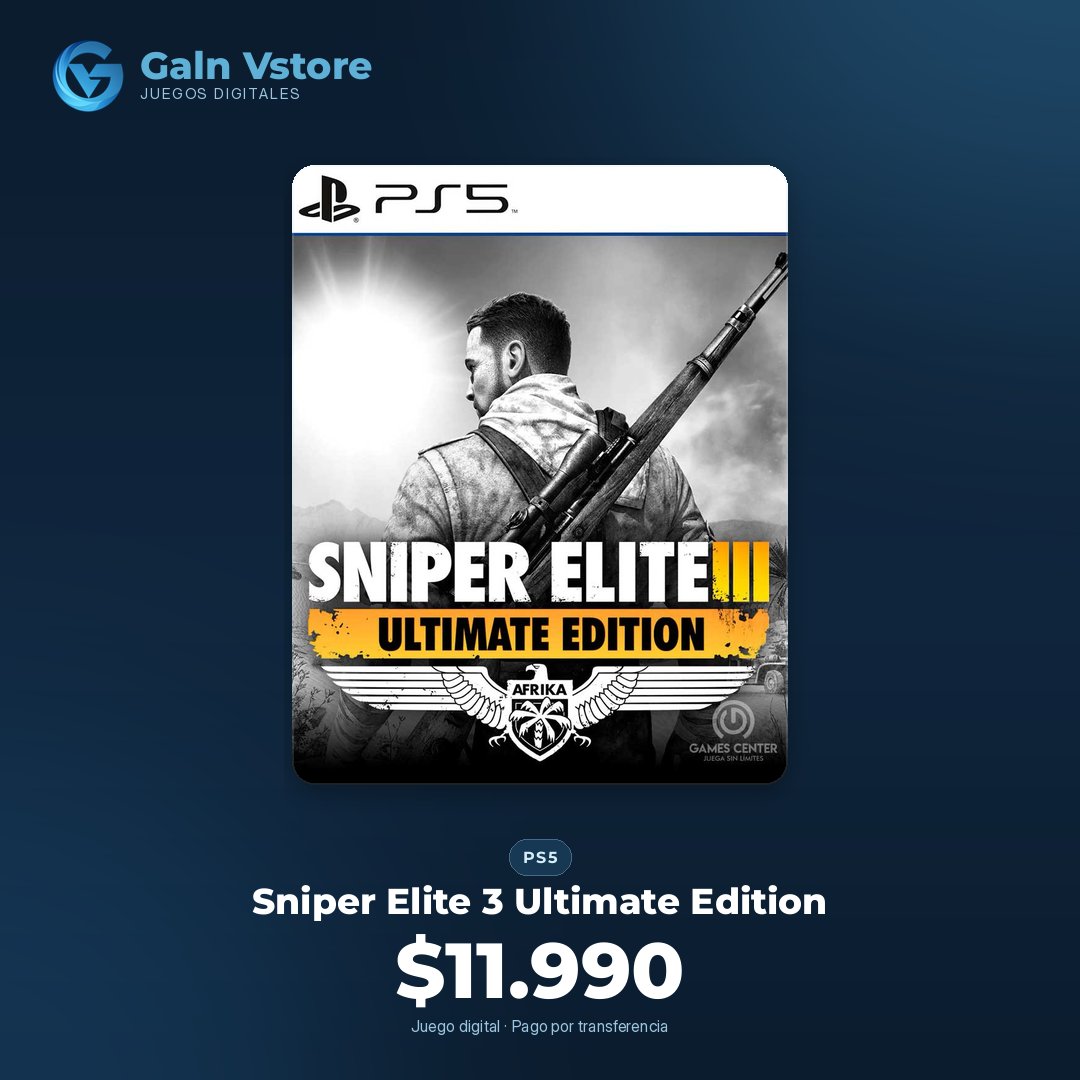 GaIn Vstore
JUEGOS DIGITALES
PS5
SNIPER ELITE III
ULTIMATE EDITION
AFRIKA
GAMES CENTER
JUEGA SIN LIMITES
PS5
Sniper Elite 3 Ultimate Edition
$11.990
Juego digital · Pago por transferencia